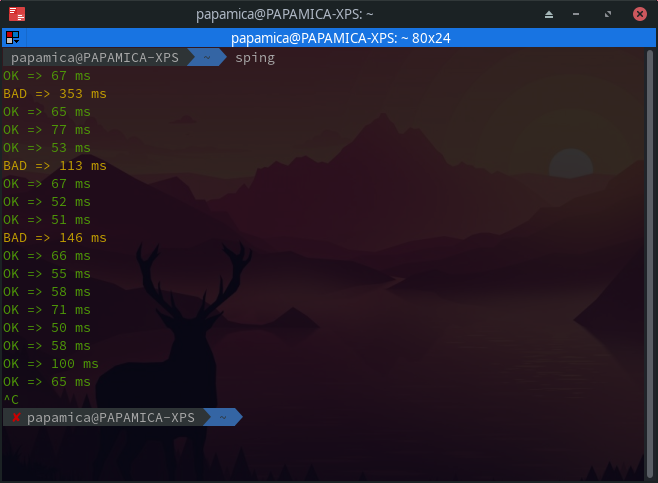 papamica@PAPAMICA-XPS: ~
papamica@PAPAMICA-XPS: ~ 80x24
papamica@PAPAMICA-XPS ~ sping
OK => 67 ms
BAD => 353 ms
OK => 65 ms
OK => 77 ms
OK => 53 ms
BAD => 113 ms
OK => 67 ms
OK => 52 ms
OK => 51 ms
BAD => 146 ms
OK => 66 ms
OK => 55 ms
OK => 58 ms
OK => 71 ms
OK => 50 ms
OK => 58 ms
OK => 100 ms
OK => 65 ms
^C
✘ papamica@PAPAMICA-XPS ~